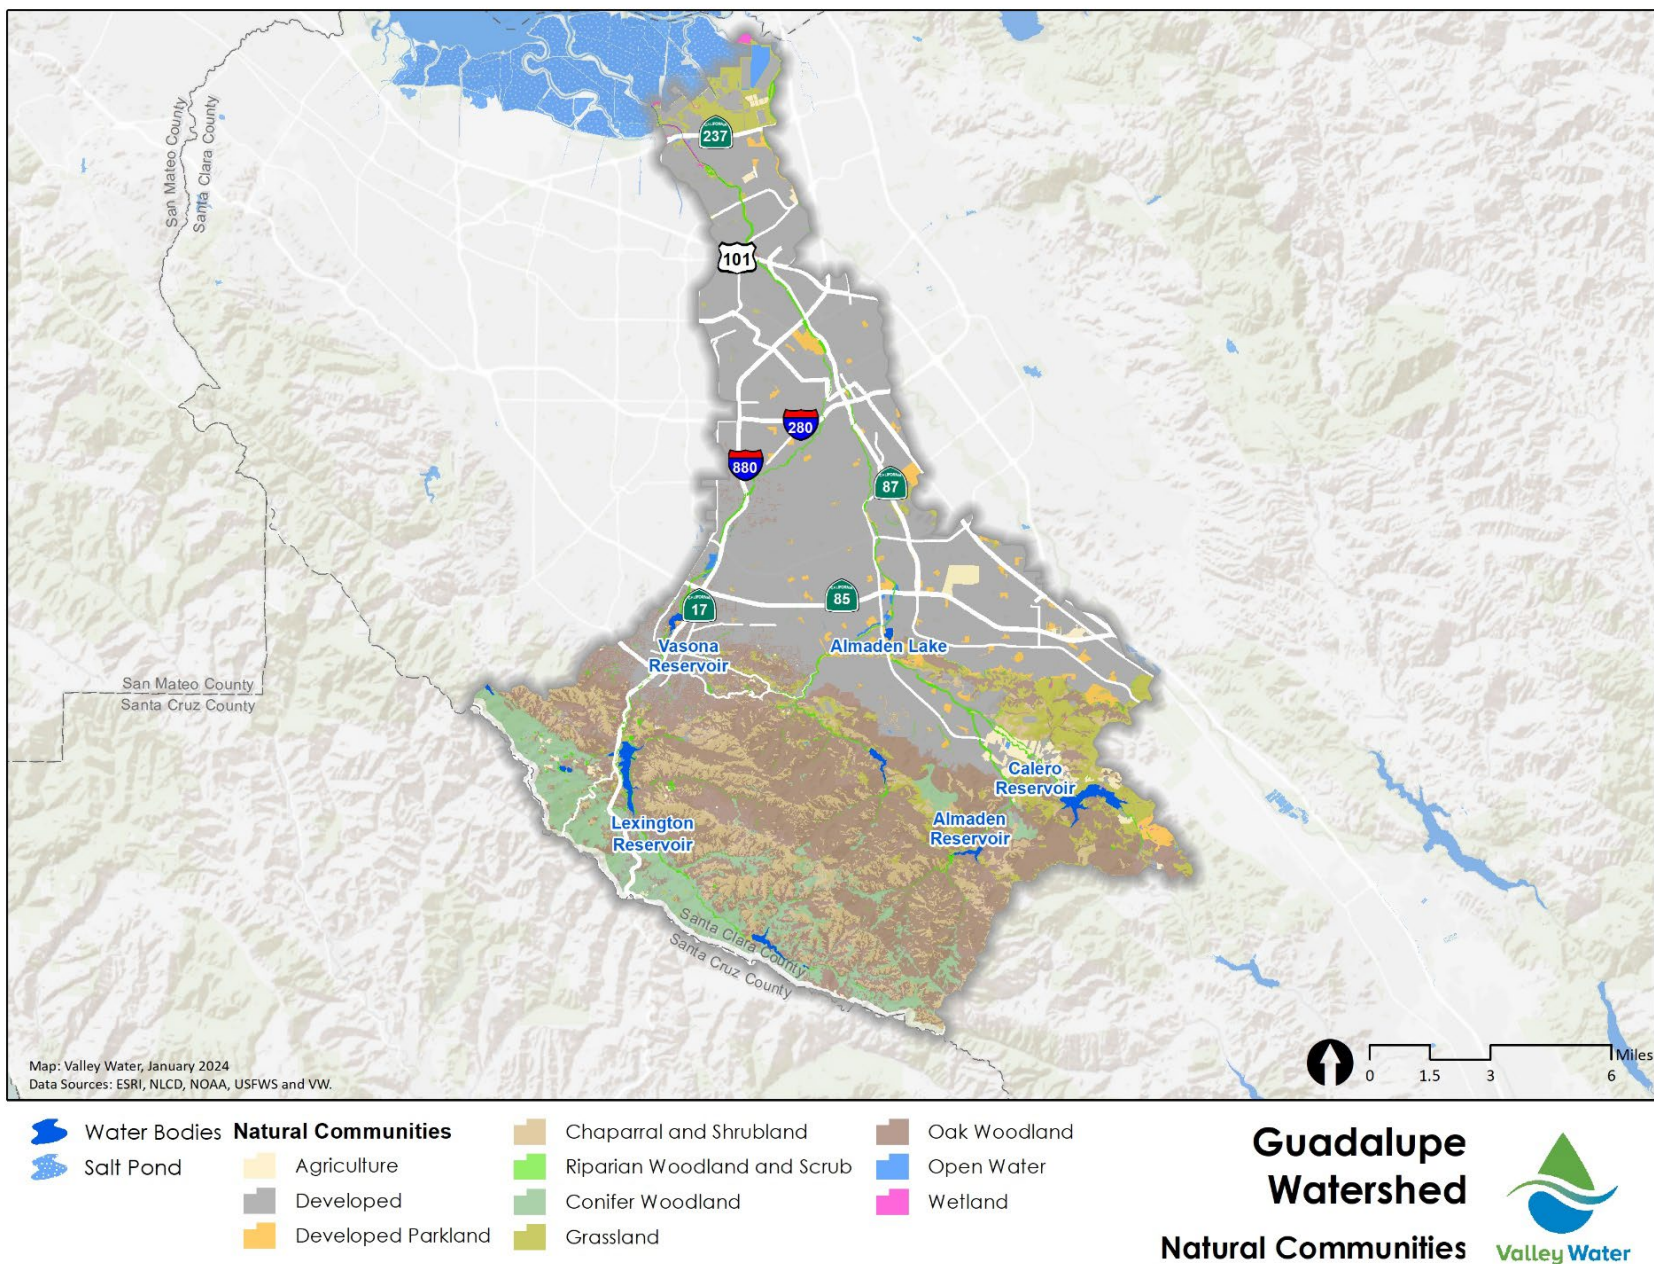 San Mateo County
Santa Clara County
CALIFORNIA
237
101
280
880
CALIFORNIA
87
CALIFORNIA
85
CALIFORNIA
17
Vasona
Reservoir
Almaden Lake
San Mateo County
Santa Cruz County
Calero
Reservoir
Lexington
Reservoir
Almaden
Reservoir
Santa Clara County
Santa Cruz County
Map: Valley Water, January 2024
Data Sources: ESRI, NLCD, NOAA, USFWS and VW.
Miles
0 1.5 3 6
Water Bodies
Salt Pond
Natural Communities
Agriculture
Developed
Developed Parkland
Chaparral and Shrubland
Riparian Woodland and Scrub
Conifer Woodland
Grassland
Oak Woodland
Open Water
Wetland
Guadalupe
Watershed
Natural Communities
Valley Water